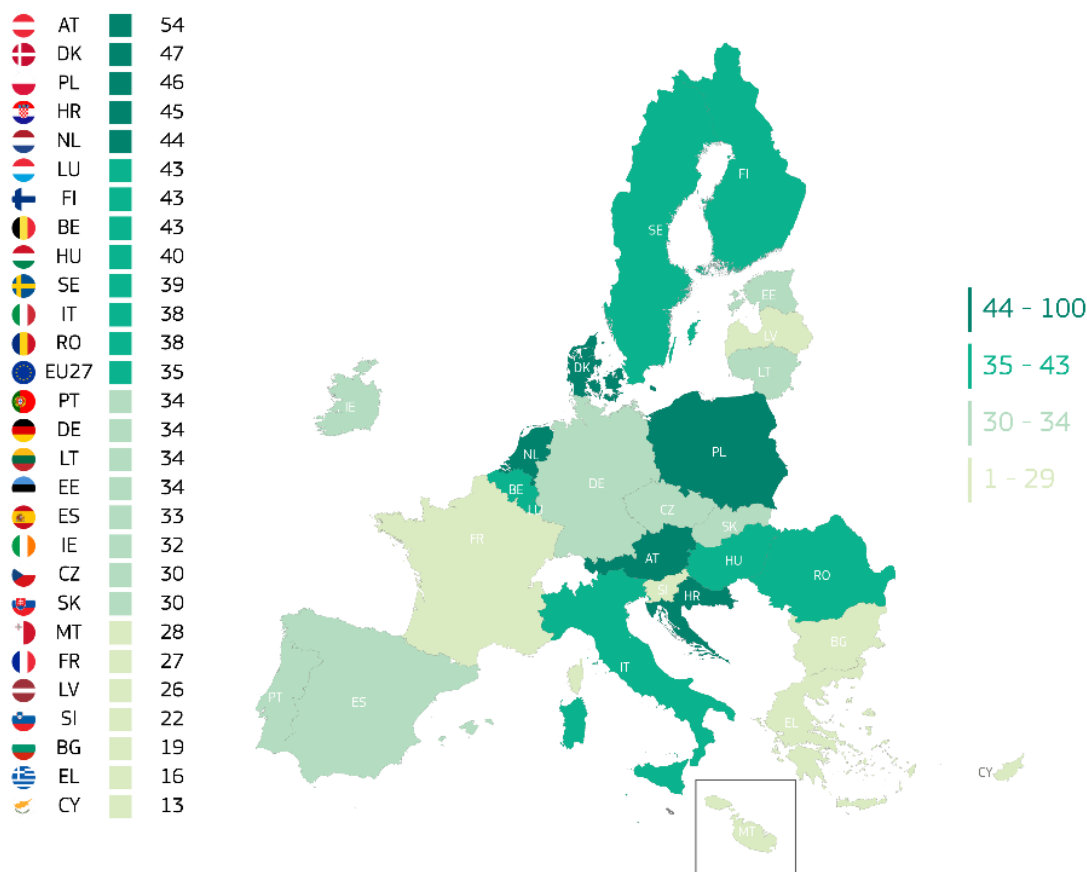 AT 54
DK 47
PL 46
HR 45
NL 44
LU 43
FI 43
BE 43
HU 40
SE 39
IT 38
RO 38
EU27 35
PT 34
DE 34
LT 34
EE 34
ES 33
IE 32
CZ 30
SK 30
MT 28
FR 27
LV 26
SI 22
BG 19
EL 16
CY 13
FI
SE
EE
LV
LT
DK
IE
NL
PL
BE
DE
LU
CZ
SK
FR
AT
HU
RO
SI
HR
BG
IT
PT
ES
EL
CY
MT
44 - 100
35 - 43
30 - 34
1 - 29